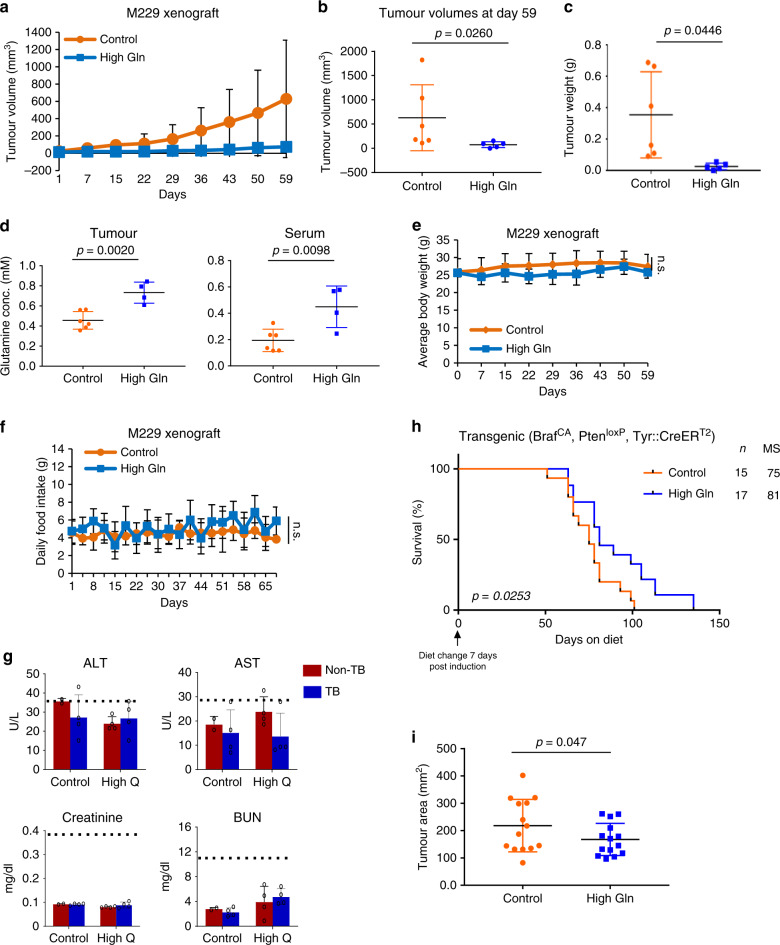 a
M229 xenograft
Control
High Gln
Tumour volume (mm3)
1400
1200
1000
800
600
400
200
0
−200
1 7 15 22 29 36 43 50 59
Days
b
Tumour volumes at day 59
p = 0.0260
Tumour volume (mm3)
2000
1500
1000
500
0
−500
Control High Gln
c
p = 0.0446
Tumour weight (g)
0.8
0.6
0.4
0.2
0.0
Control High Gln
d
Tumour
p = 0.0020
Glutamine conc. (mM)
1.0
0.8
0.6
0.4
0.2
0.0
Control High Gln
Serum
p = 0.0098
0.8
0.6
0.4
0.2
0.0
Control High Gln
e
M229 xenograft
Average body weight (g)
35
30
25
20
15
10
5
0
n.s.
Control
High Gln
0 7 15 22 29 36 43 50 59
Days
f
M229 xenograft
Control
High Gln
Daily food intake (g)
14
12
10
8
6
4
2
0
n.s.
1 8 15 22 30 37 44 51 58 65
Days
g
ALT
U/L
50
40
30
20
10
0
Control High Q
AST
U/L
40
30
20
10
0
Control High Q
Non-TB
TB
Creatinine
mg/dl
0.4
0.3
0.2
0.1
0
Control High Q
BUN
mg/dl
16
12
8
4
0
Control High Q
h
Transgenic (BrafCA, PtenloxP, Tyr::CreERT2)
n MS
Control 15 75
High Gln 17 81
Survival (%)
100
50
0
p = 0.0253
0 50 100 150
Days on diet
Diet change 7 days
post induction
i
p = 0.047
Tumour area (mm2)
500
400
300
200
100
0
Control High Gln